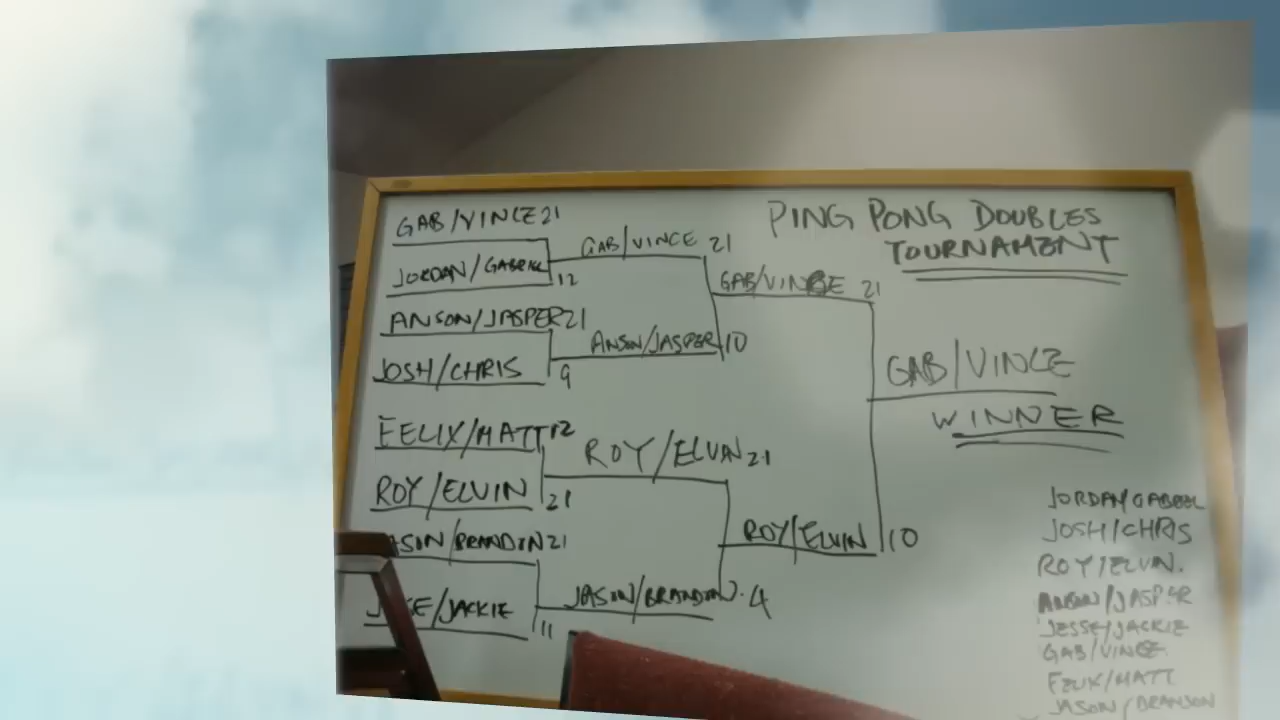 PING PONG DOUBLES
TOURNAMENT
GAB/VINCE 21
JORDAN/GABRIEL 12
ANSON/JASPER 21
JOSH/CHRIS 9
FELIX/MATT 12
ROY/ELVIN 21
JASON/BRANDON 21
JESSE/JACKIE 11
GAB/VINCE 21
ANSON/JASPER 10
ROY/ELVIN 21
JASON/BRANDON 4
GAB/VINCE 21
ROY/ELVIN 10
GAB/VINCE
WINNER
JORDAN/GABRIEL
JOSH/CHRIS
ROY/ELVIN
ANSON/JASPER
JESSE/JACKIE
GAB/VINCE
FELIX/MATT
JASON/BRANSON